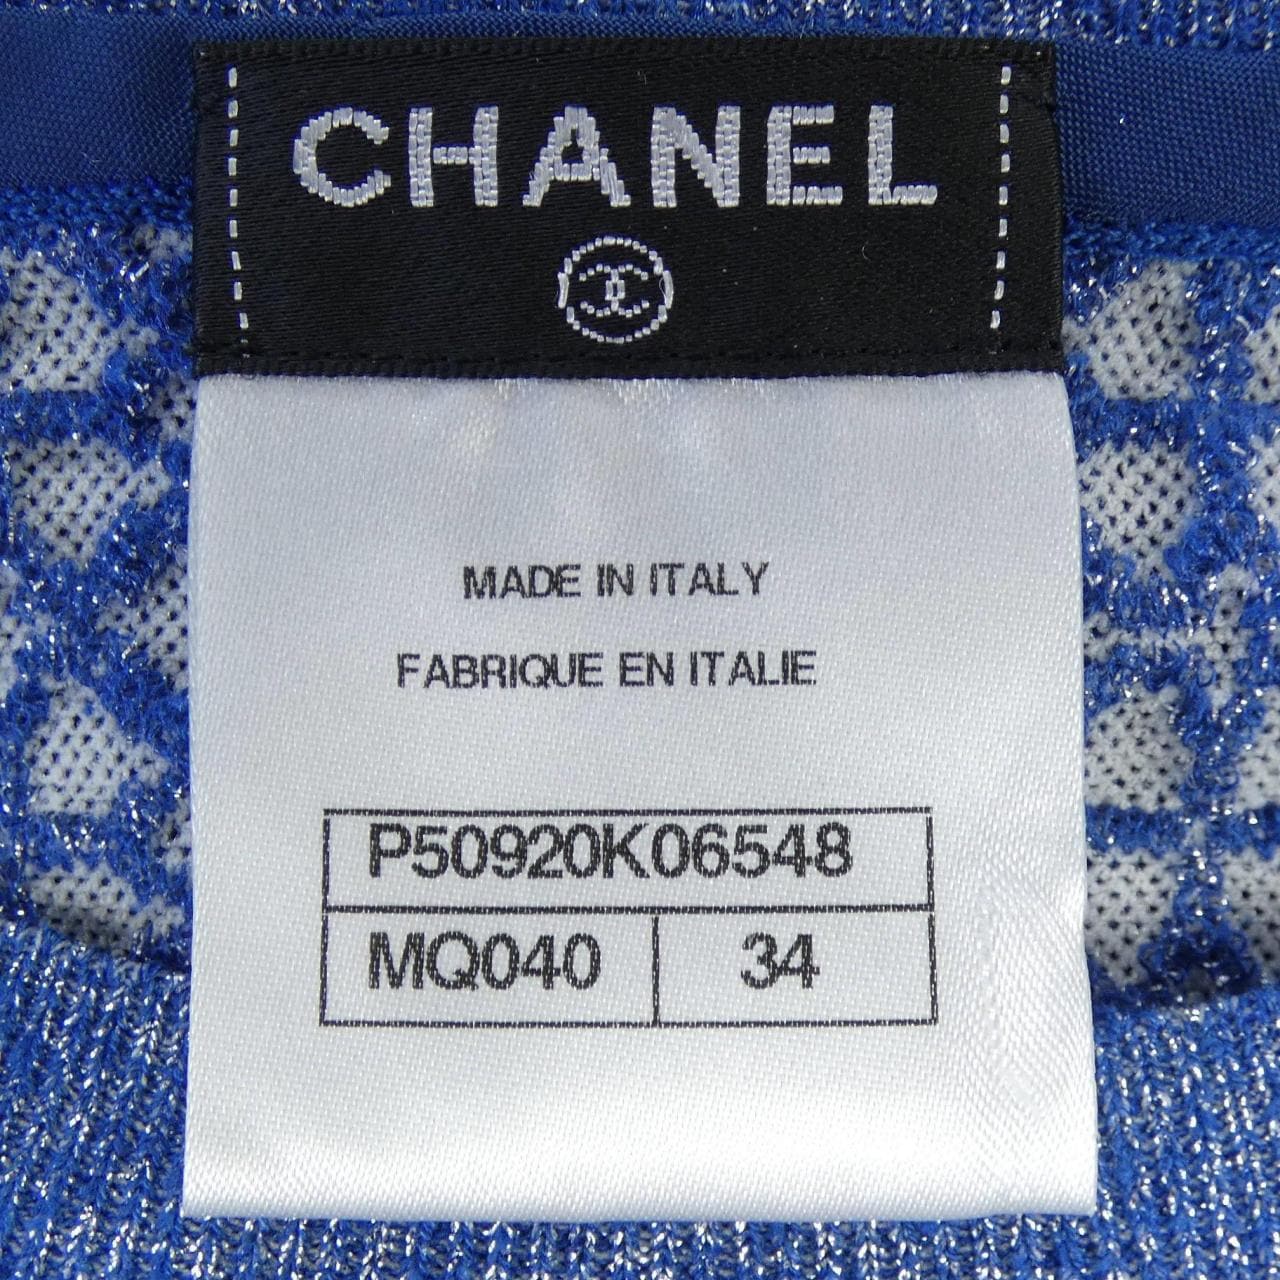 CHANEL
MADE IN ITALY
FABRIQUE EN ITALIE
P50920K06548
MQ040 34